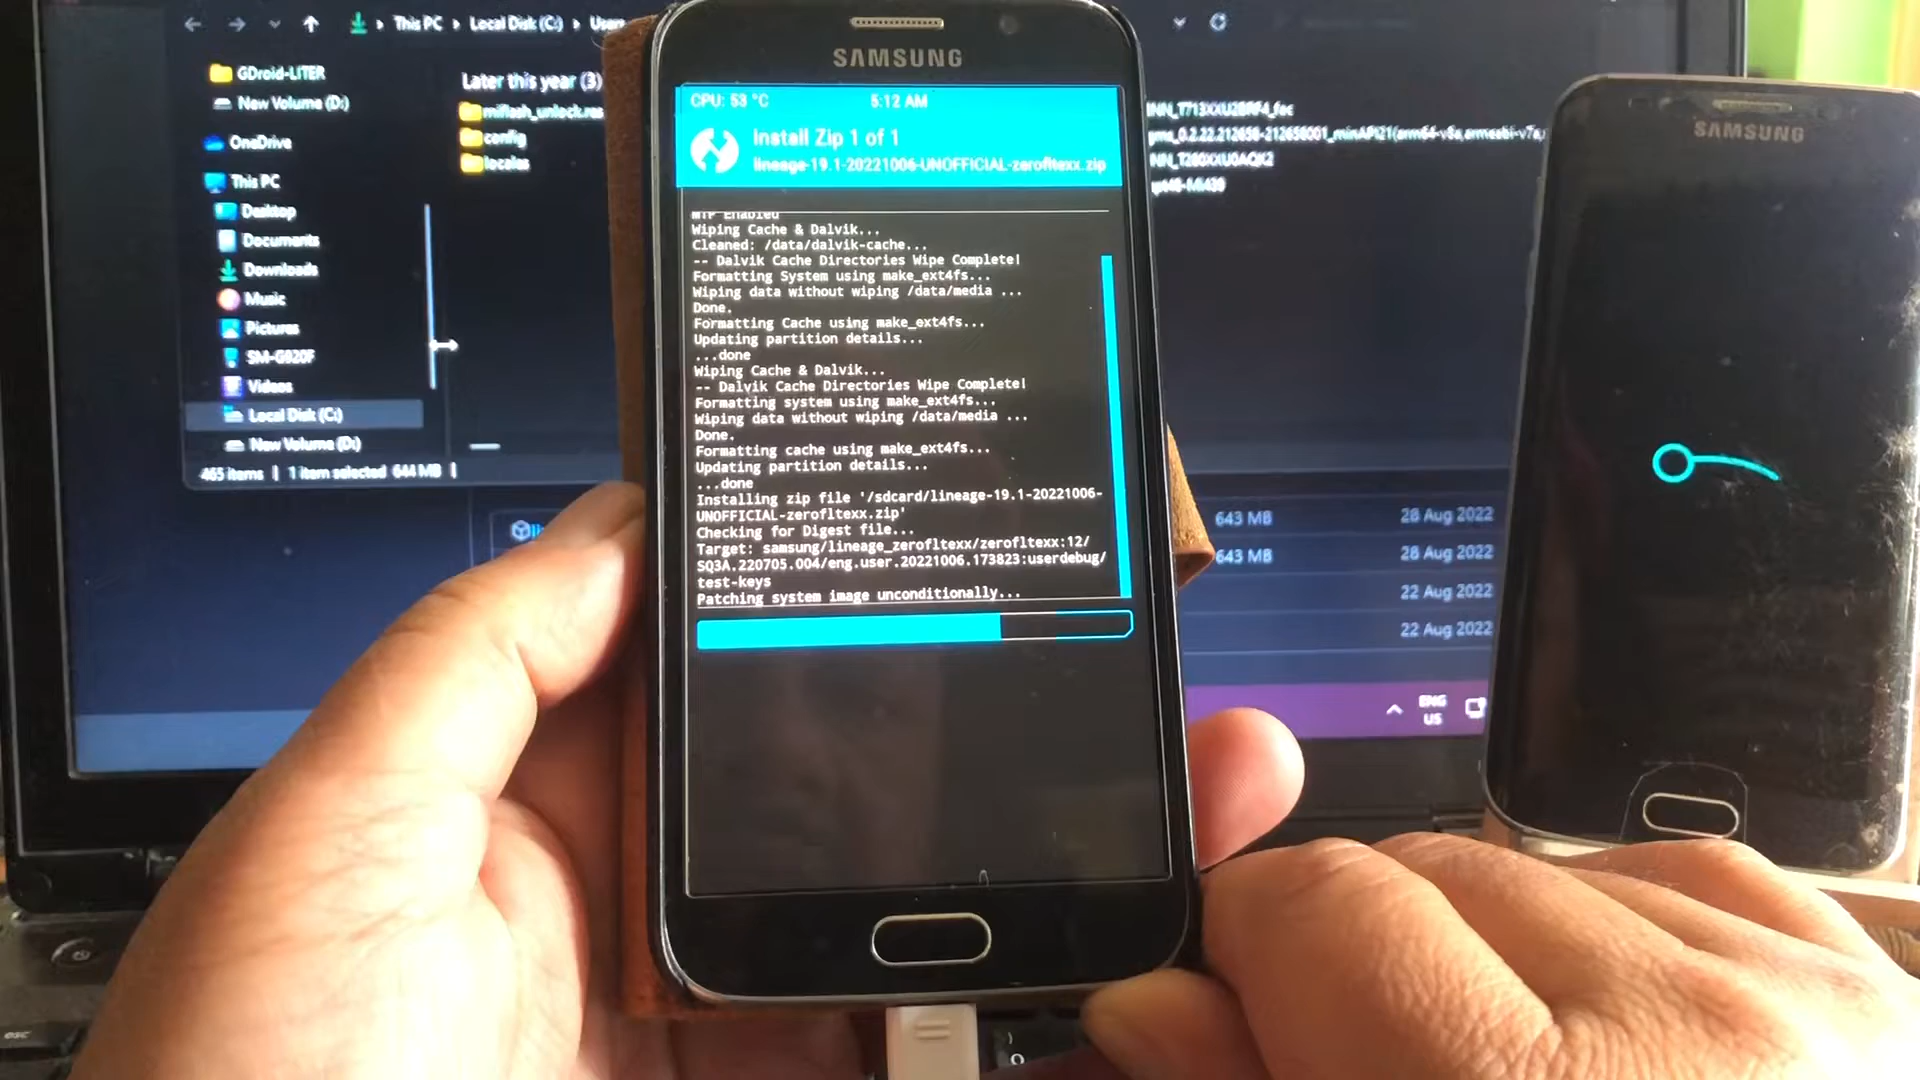 This PC
Local Disk (C:)
Users
GDroid-LITER
New Volume (D:)
OneDrive
This PC
Desktop
Documents
Downloads
Music
Pictures
SM-G920F
Videos
Local Disk (C:)
New Volume (D:)
465 items | 1 item selected 644 MB |
Later this year (3)
miflash_unlock.rar
config
locales
SAMSUNG
CPU: 53 °C
5:12 AM
Install Zip 1 of 1
lineage-19.1-20221006-UNOFFICIAL-zerofltexx.zip
MTP Enabled
Wiping Cache & Dalvik...
Cleaned: /data/dalvik-cache...
-- Dalvik Cache Directories Wipe Complete!
Formatting System using make_ext4fs...
Wiping data without wiping /data/media ...
Done.
Formatting Cache using make_ext4fs...
Updating partition details...
...done
Wiping Cache & Dalvik...
-- Dalvik Cache Directories Wipe Complete!
Formatting system using make_ext4fs...
Wiping data without wiping /data/media ...
Done.
Formatting cache using make_ext4fs...
Updating partition details...
...done
Installing zip file '/sdcard/lineage-19.1-20221006-
UNOFFICIAL-zerofltexx.zip'
Checking for Digest file...
Target: samsung/lineage_zerofltexx/zerofltexx:12/
SQ3A.220705.004/eng.user.20221006.173823:userdebug/
test-keys
Patching system image unconditionally...
INN_T713XXU2BRF4_fac
INN_T280XXU0AQK2
643 MB 28 Aug 2022
643 MB 28 Aug 2022
22 Aug 2022
22 Aug 2022
ENG
US
SAMSUNG
esc